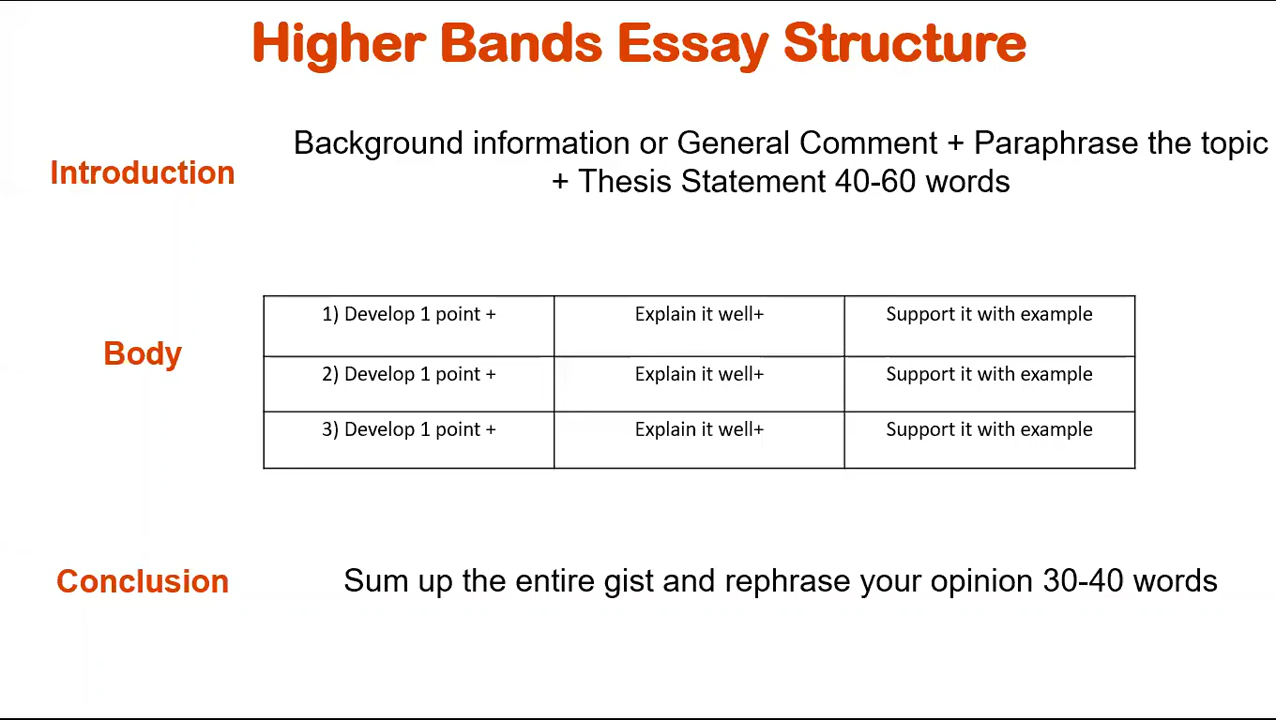 Higher Bands Essay Structure
Introduction
Background information or General Comment + Paraphrase the topic
+ Thesis Statement 40-60 words
Body
1) Develop 1 point + Explain it well+ Support it with example
2) Develop 1 point + Explain it well+ Support it with example
3) Develop 1 point + Explain it well+ Support it with example
Conclusion
Sum up the entire gist and rephrase your opinion 30-40 words